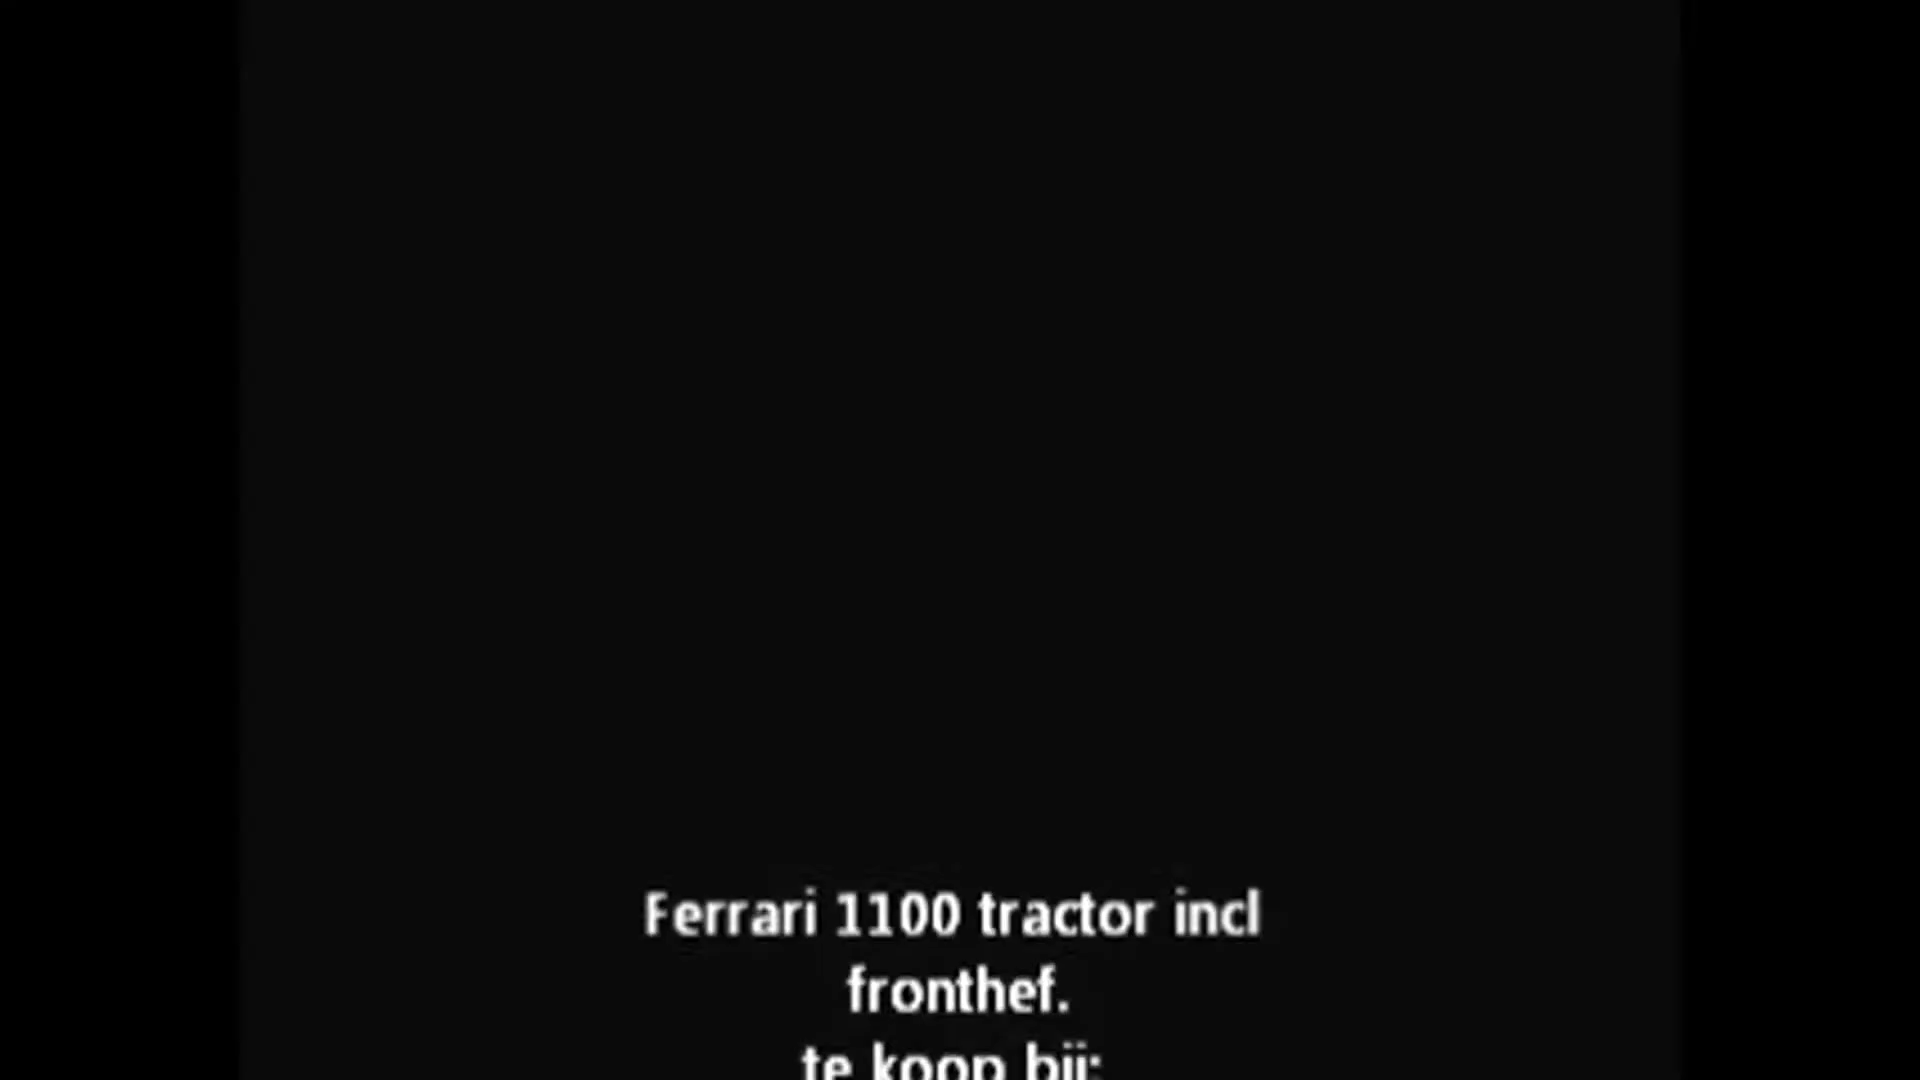 Ferrari 1100 tractor incl
fronthef.
te koop bij: